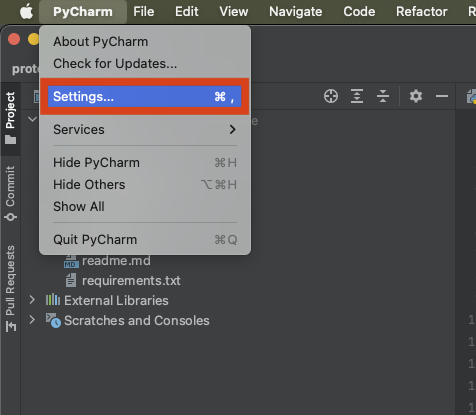 PyCharm File Edit View Navigate Code Refactor
About PyCharm
Check for Updates...
Settings... ⌘ ,
Services
Hide PyCharm ⌘H
Hide Others ⌥⌘H
Show All
Quit PyCharm ⌘Q
readme.md
requirements.txt
External Libraries
Scratches and Consoles
Project
Commit
Pull Requests